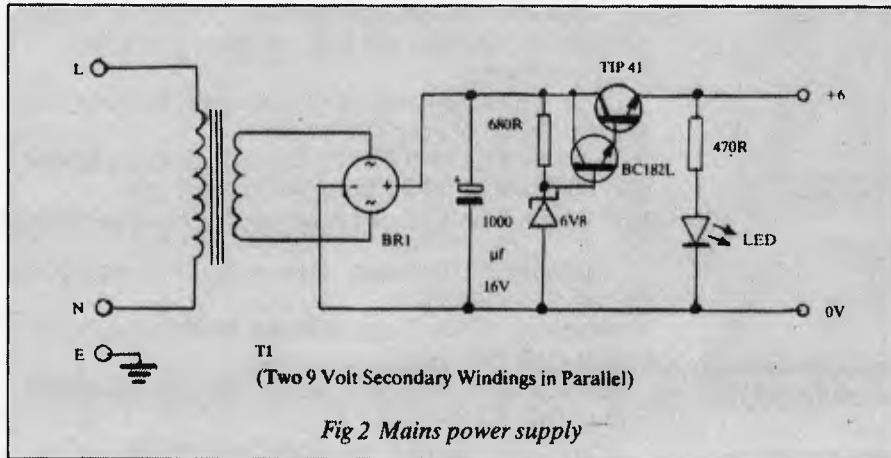 L
TIP 41
+6
680R
470R
BC182L
~
- +
~
+
BR1
1000
µf
16V
6V8
LED
N
0V
E
T1
(Two 9 Volt Secondary Windings in Parallel)
Fig 2 Mains power supply